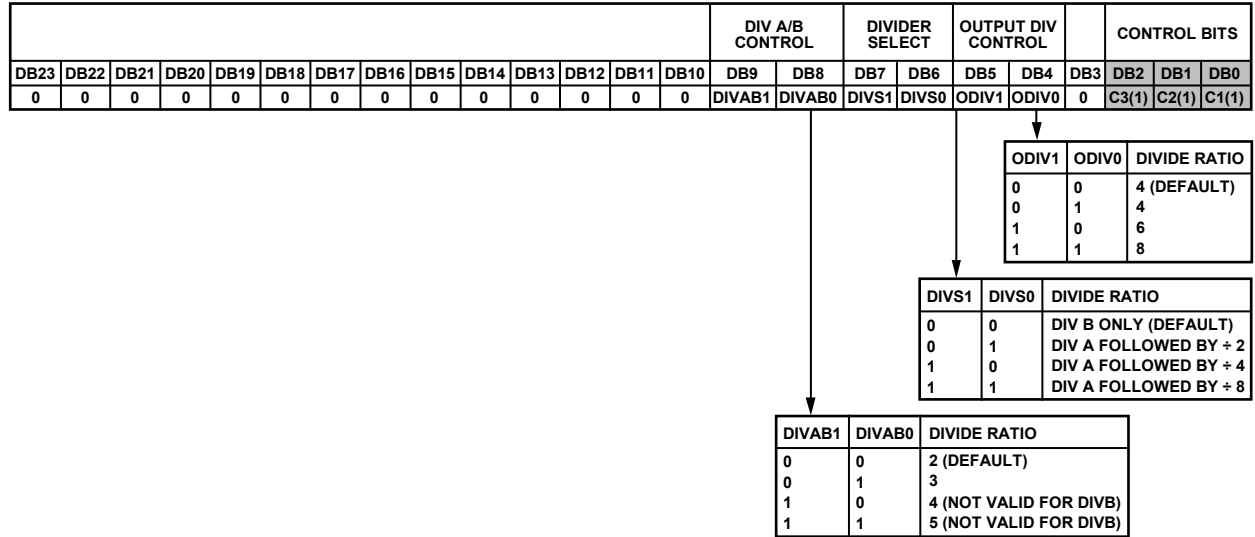 DIV A/B CONTROL DIVIDER SELECT OUTPUT DIV CONTROL CONTROL BITS
DB23 DB22 DB21 DB20 DB19 DB18 DB17 DB16 DB15 DB14 DB13 DB12 DB11 DB10 DB9 DB8 DB7 DB6 DB5 DB4 DB3 DB2 DB1 DB0
0 0 0 0 0 0 0 0 0 0 0 0 0 0 DIVAB1 DIVAB0 DIVS1 DIVS0 ODIV1 ODIV0 0 C3(1) C2(1) C1(1)
ODIV1 ODIV0 DIVIDE RATIO
0 0 4 (DEFAULT)
0 1 4
1 0 6
1 1 8
DIVS1 DIVS0 DIVIDE RATIO
0 0 DIV B ONLY (DEFAULT)
0 1 DIV A FOLLOWED BY ÷ 2
1 0 DIV A FOLLOWED BY ÷ 4
1 1 DIV A FOLLOWED BY ÷ 8
DIVAB1 DIVAB0 DIVIDE RATIO
0 0 2 (DEFAULT)
0 1 3
1 0 4 (NOT VALID FOR DIVB)
1 1 5 (NOT VALID FOR DIVB)